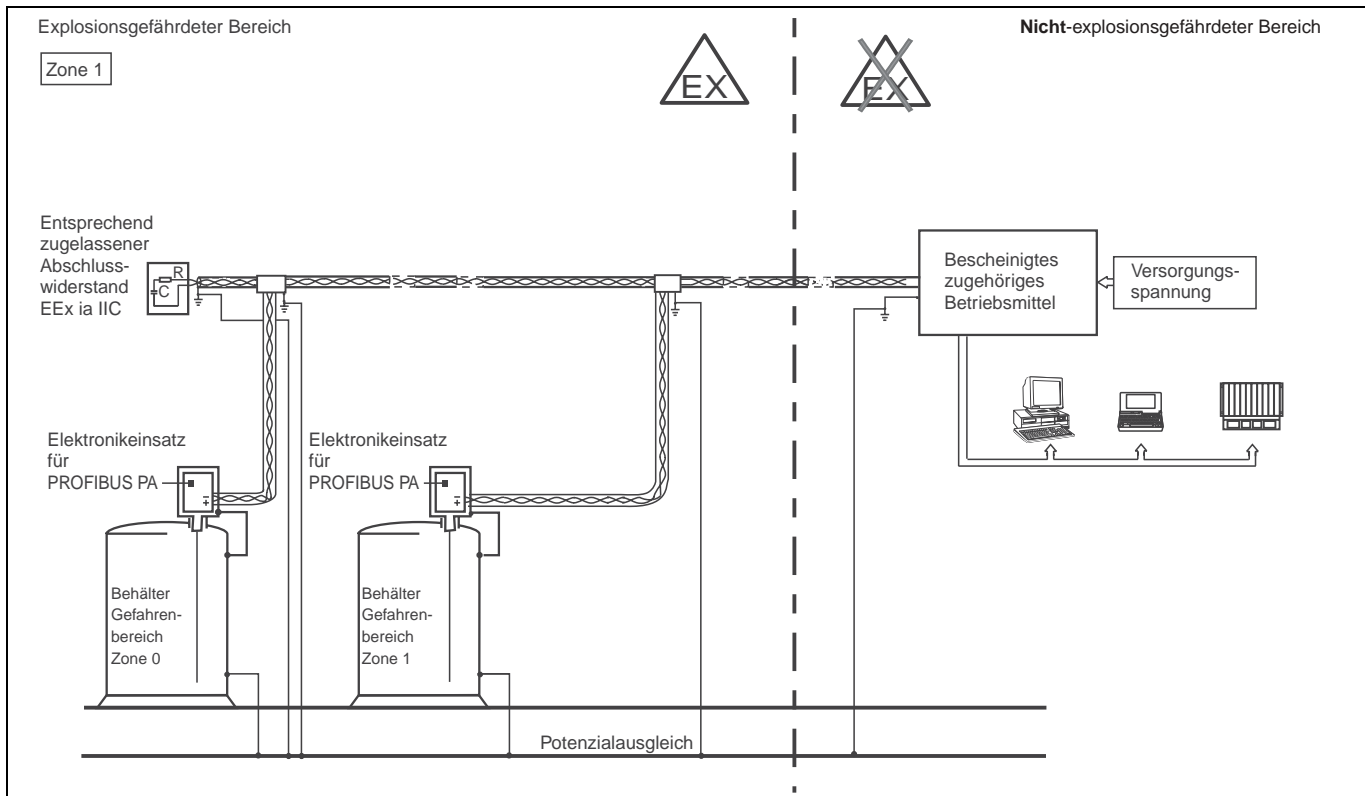 Explosionsgefährdeter Bereich
Nicht-explosionsgefährdeter Bereich
Zone 1
EX
EX
Entsprechend
zugelassener
Abschluss-
widerstand
EEx ia IIC
R
C
Bescheinigtes
zugehöriges
Betriebsmittel
Versorgungs-
spannung
Elektronikeinsatz
für
PROFIBUS PA
Elektronikeinsatz
für
PROFIBUS PA
– +
– +
Behälter
Gefahren-
bereich
Zone 0
Behälter
Gefahren-
bereich
Zone 1
Potenzialausgleich